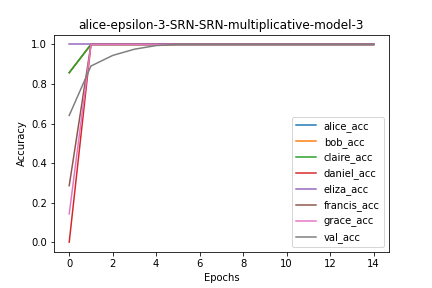 alice-epsilon-3-SRN-SRN-multiplicative-model-3
1.0
0.8
0.6
0.4
0.2
0.0
Accuracy
alice_acc
bob_acc
claire_acc
daniel_acc
eliza_acc
francis_acc
grace_acc
val_acc
0 2 4 6 8 10 12 14
Epochs